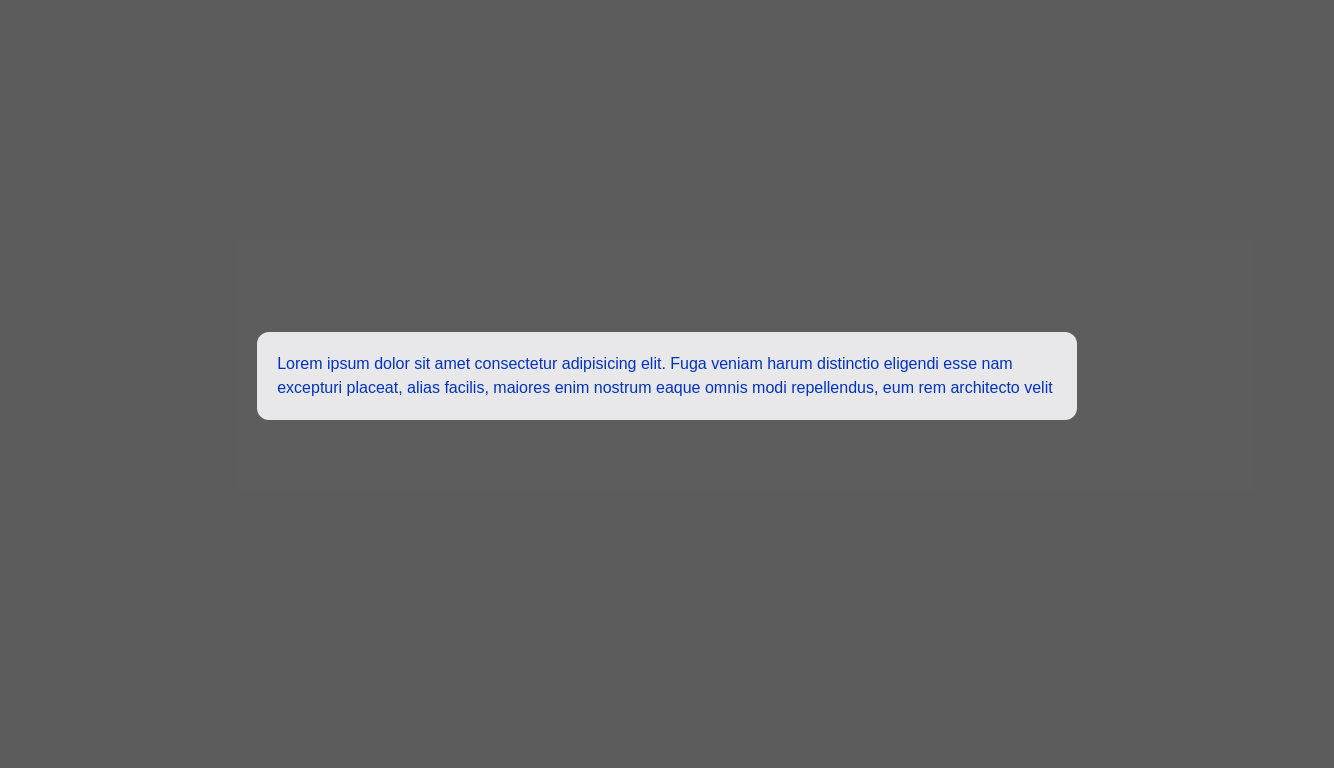 Lorem ipsum dolor sit amet consectetur adipisicing elit. Fuga veniam harum distinctio eligendi esse nam
excepturi placeat, alias facilis, maiores enim nostrum eaque omnis modi repellendus, eum rem architecto velit